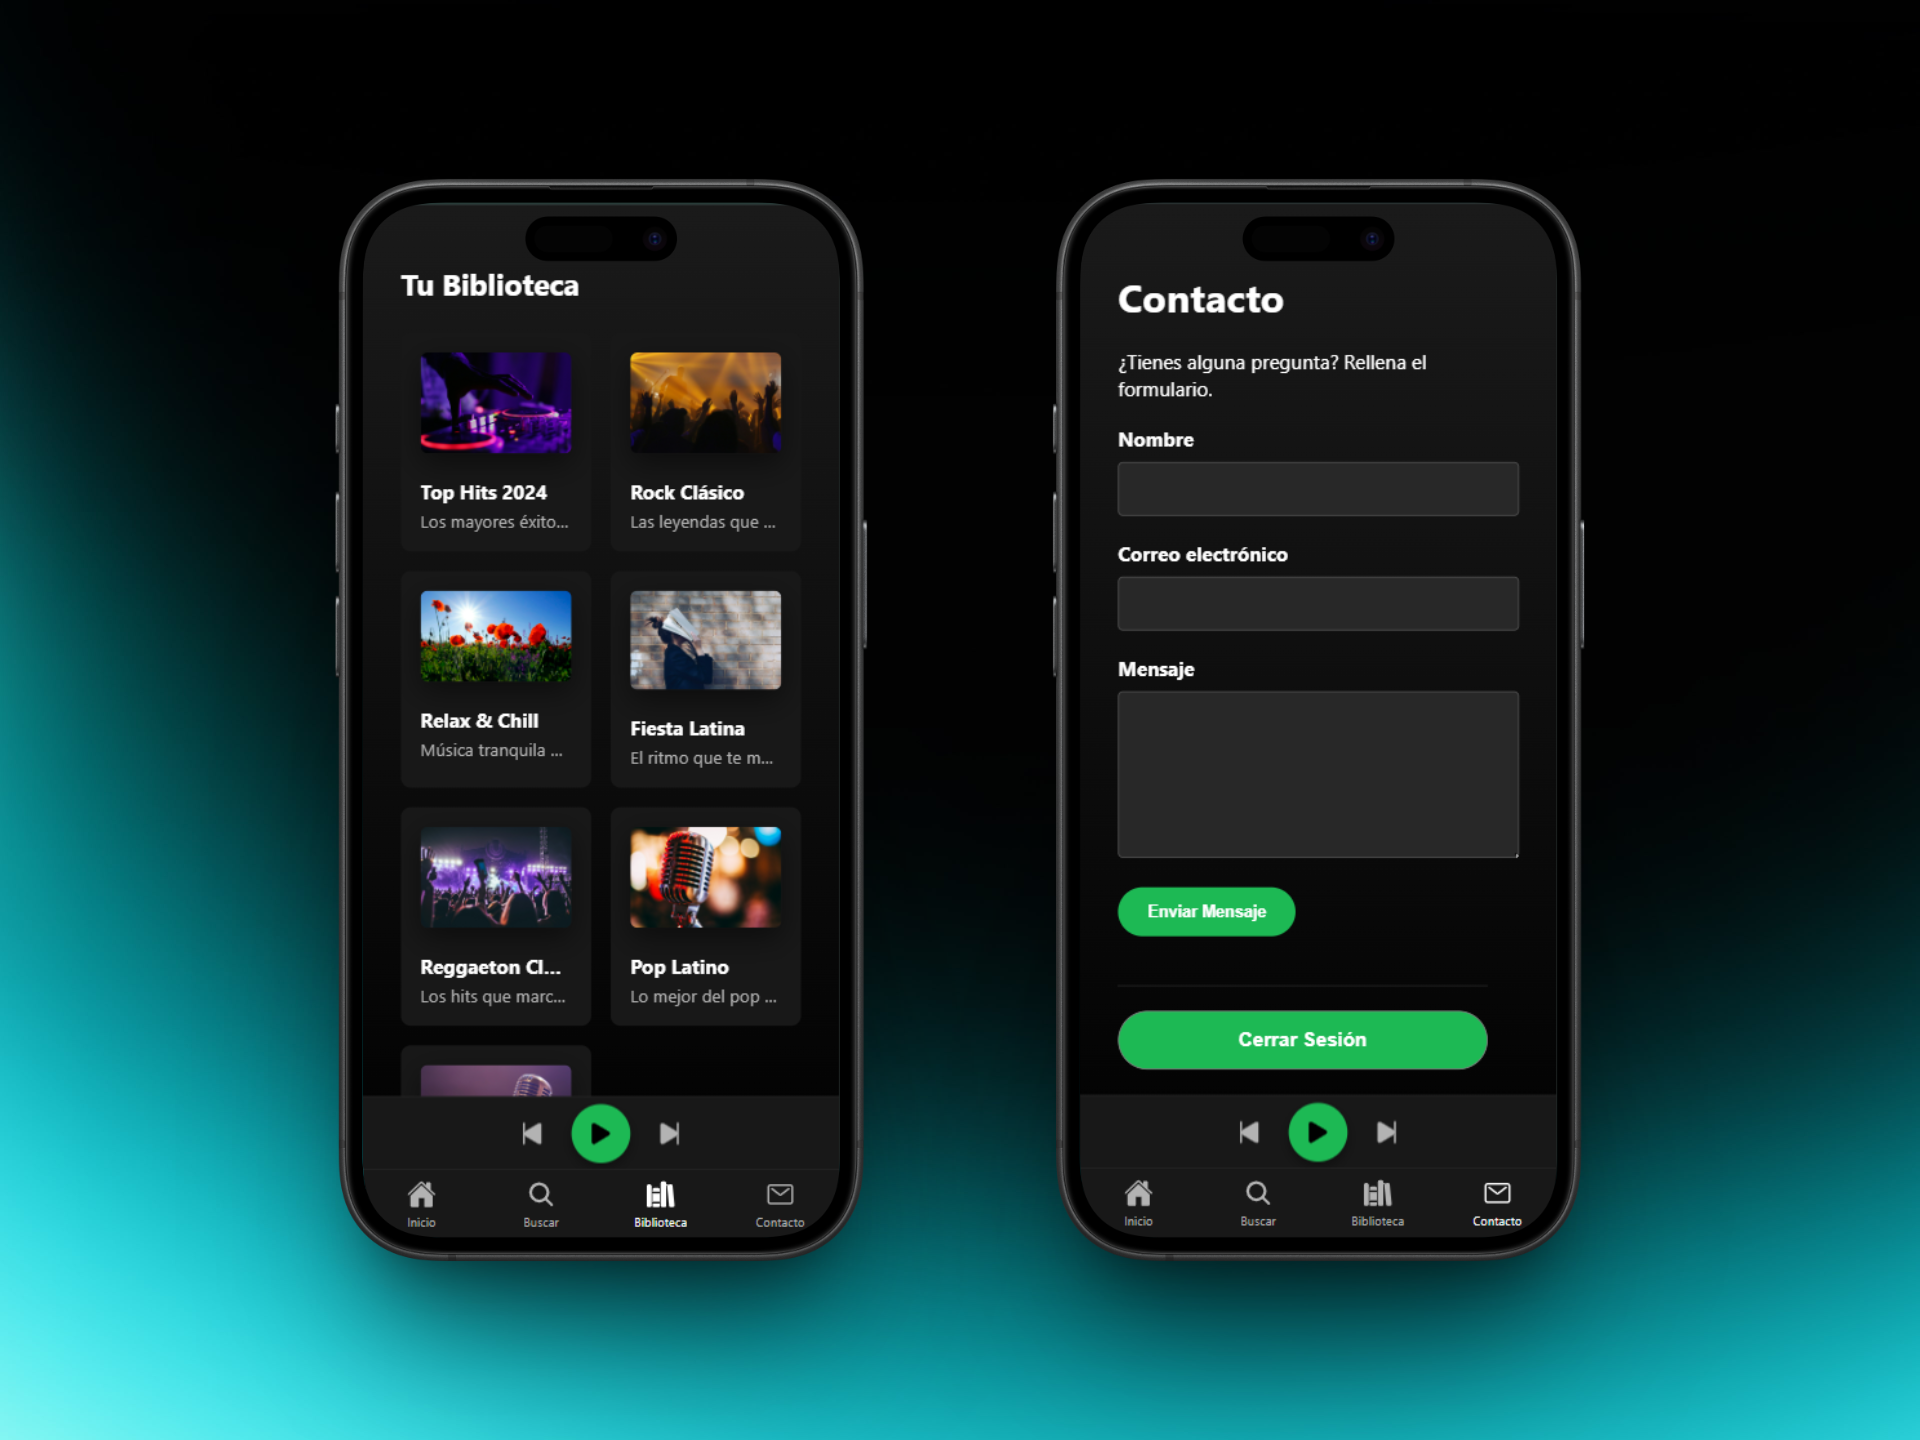 Tu Biblioteca
Top Hits 2024
Los mayores éxito...
Rock Clásico
Las leyendas que ...
Relax & Chill
Música tranquila ...
Fiesta Latina
El ritmo que te m...
Reggaeton Cl...
Los hits que marc...
Pop Latino
Lo mejor del pop ...
Inicio
Buscar
Biblioteca
Contacto
Contacto
¿Tienes alguna pregunta? Rellena el
formulario.
Nombre
Correo electrónico
Mensaje
Enviar Mensaje
Cerrar Sesión
Inicio
Buscar
Biblioteca
Contacto